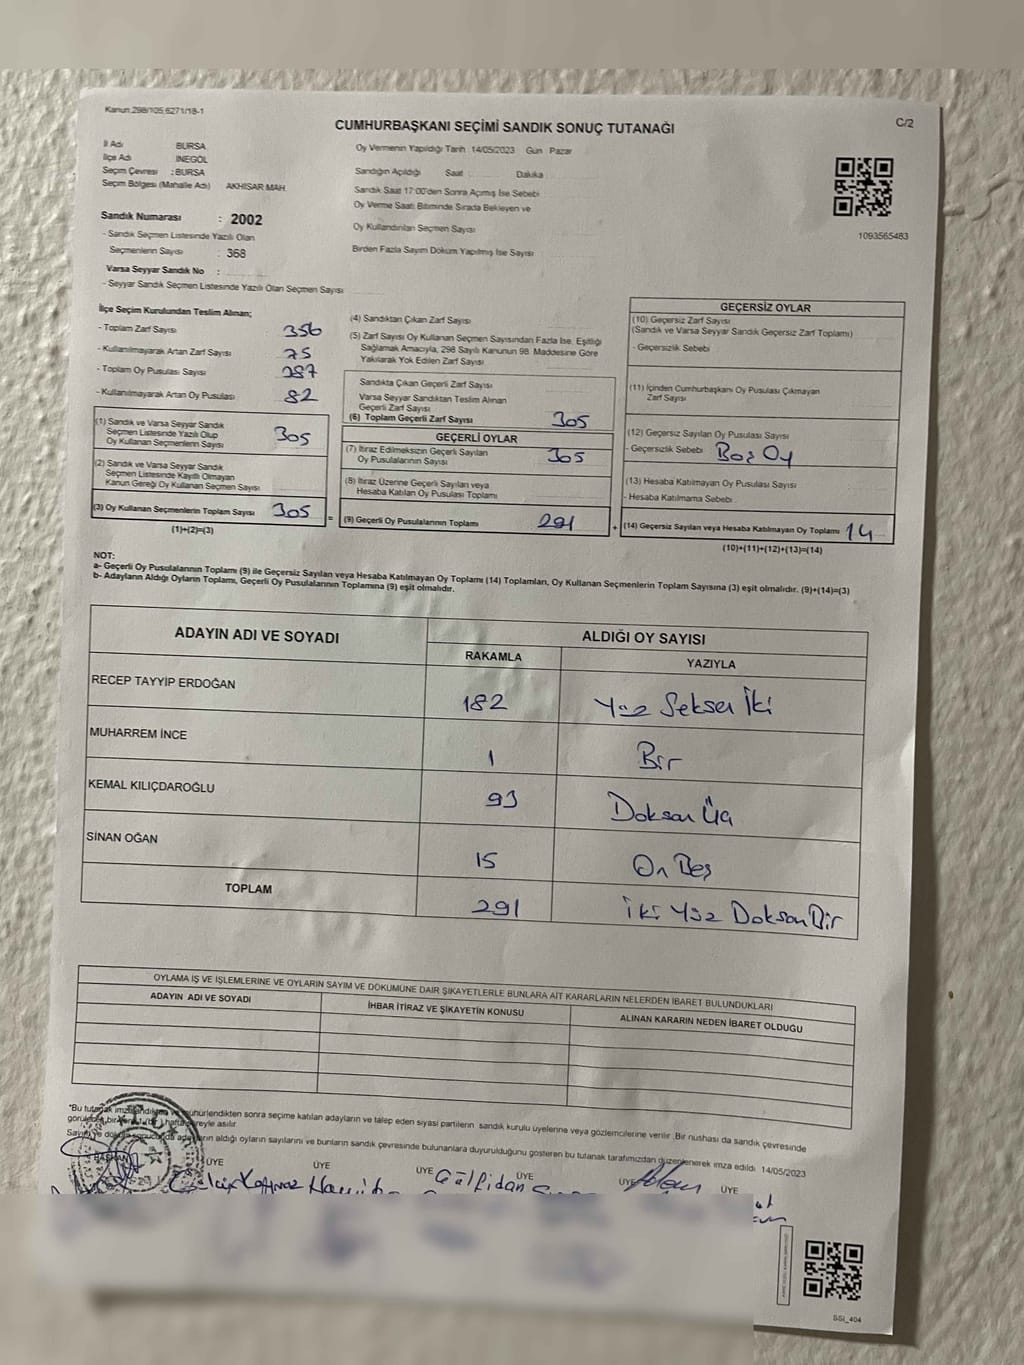 Kanun.298/105,6271/18-1
C/2
CUMHURBAŞKANI SEÇİMİ SANDIK SONUÇ TUTANAĞI
İl Adı BURSA
İlçe Adı İNEGÖL
Seçim Çevresi : BURSA
Seçim Bölgesi (Mahalle Adı) AKHİSAR MAH.
Sandık Numarası : 2002
- Sandık Seçmen Listesinde Yazılı Olan
Seçmenlerin Sayısı : 368
Varsa Seyyar Sandık No :
- Seyyar Sandık Seçmen Listesinde Yazılı Olan Seçmen Sayısı
Oy Vermenin Yapıldığı Tarih 14/05/2023 Gün Pazar
Sandığın Açıldığı Saat Dakika
Sandık Saat 17:00'den Sonra Açımış İse Sebebi
Oy Verme Saati Bitiminde Sırada Bekleyen ve
Oy Kullandırılan Seçmen Sayısı
Birden Fazla Sayım Döküm Yapılmış İse Sayısı
1093565483
İlçe Seçim Kurulundan Teslim Alınan;
- Toplam Zarf Sayısı 356
- Kullanılmayarak Artan Zarf Sayısı 75
- Toplam Oy Pusulası Sayısı 387
- Kullanılmayarak Artan Oy Pusulası 82
(1) Sandık ve Varsa Seyyar Sandık
Seçmen Listesinde Yazılı Olup
Oy Kullanan Seçmenlerin Sayısı 305
(2) Sandık ve Varsa Seyyar Sandık
Seçmen Listesinde Kayıtlı Olmayan
Kanun Gereği Oy Kullanan Seçmen Sayısı
(3) Oy Kullanan Seçmenlerin Toplam Sayısı 305
(1)+(2)=(3)
(4) Sandıktan Çıkan Zarf Sayısı
(5) Zarf Sayısı Oy Kullanan Seçmen Sayısından Fazla İse, Eşitliği
Sağlamak Amacıyla, 298 Sayılı Kanunun 98. Maddesine Göre
Yakılarak Yok Edilen Zarf Sayısı
Sandıkta Çıkan Geçerli Zarf Sayısı
Varsa Seyyar Sandıktan Teslim Alınan
Geçerli Zarf Sayısı
(6) Toplam Geçerli Zarf Sayısı 305
GEÇERLİ OYLAR
(7) İtiraz Edilmeksizin Geçerli Sayılan
Oy Pusulalarının Sayısı 305
(8) İtiraz Üzerine Geçerli Sayılan veya
Hesaba Katılan Oy Pusulası Toplamı
=
(9) Geçerli Oy Pusulalarının Toplamı 291
+
GEÇERSİZ OYLAR
(10) Geçersiz Zarf Sayısı
(Sandık ve Varsa Seyyar Sandık Geçersiz Zarf Toplamı)
- Geçersizlik Sebebi
(11) İçinden Cumhurbaşkanı Oy Pusulası Çıkmayan
Zarf Sayısı
(12) Geçersiz Sayılan Oy Pusulası Sayısı
- Geçersizlik Sebebi Boş Oy
(13) Hesaba Katılmayan Oy Pusulası Sayısı
- Hesaba Katılmama Sebebi
(14) Geçersiz Sayılan veya Hesaba Katılmayan Oy Toplamı 14
(10)+(11)+(12)+(13)=(14)
NOT:
a- Geçerli Oy Pusulalarının Toplamı (9) ile Geçersiz Sayılan veya Hesaba Katılmayan Oy Toplamı (14) Toplamları, Oy Kullanan Seçmenlerin Toplam Sayısına (3) eşit olmalıdır. (9)+(14)=(3)
b- Adayların Aldığı Oyların Toplamı, Geçerli Oy Pusulalarının Toplamına (9) eşit olmalıdır.
ADAYIN ADI VE SOYADI ALDIĞI OY SAYISI
RAKAMLA YAZIYLA
RECEP TAYYİP ERDOĞAN 182 Yüz Seksen İki
MUHARREM İNCE 1 Bir
KEMAL KILIÇDAROĞLU 93 Doksan Üç
SİNAN OĞAN 15 On Beş
TOPLAM 291 İki Yüz Doksan Bir
OYLAMA İŞ VE İŞLEMLERİNE VE OYLARIN SAYIM VE DÖKÜMÜNE DAİR ŞİKAYETLERLE BUNLARA AİT KARARLARIN NELERDEN İBARET BULUNDUKLARI
ADAYIN ADI VE SOYADI İHBAR İTİRAZ VE ŞİKAYETİN KONUSU ALINAN KARARIN NEDEN İBARET OLDUĞU
*Bu tutanak imzalandıktan ve mühürlendikten sonra seçime katılan adayların ve talep eden siyasi partilerin sandık kurulu üyelerine veya gözlemcilerine verilir. Bir nüshası da sandık çevresinde
görülebilir bir yere (bir) hafta süreyle asılır.
Sayım ve döküm sonucunda adayların aldığı oyların sayılarını ve bunların sandık çevresinde bulunanlara duyurulduğunu gösteren bu tutanak tarafımızdan düzenlenerek imza edildi. 14/05/2023
BAŞKAN ÜYE ÜYE ÜYE ÜYE ÜYE ÜYE
Gülfidan
SSİ_404